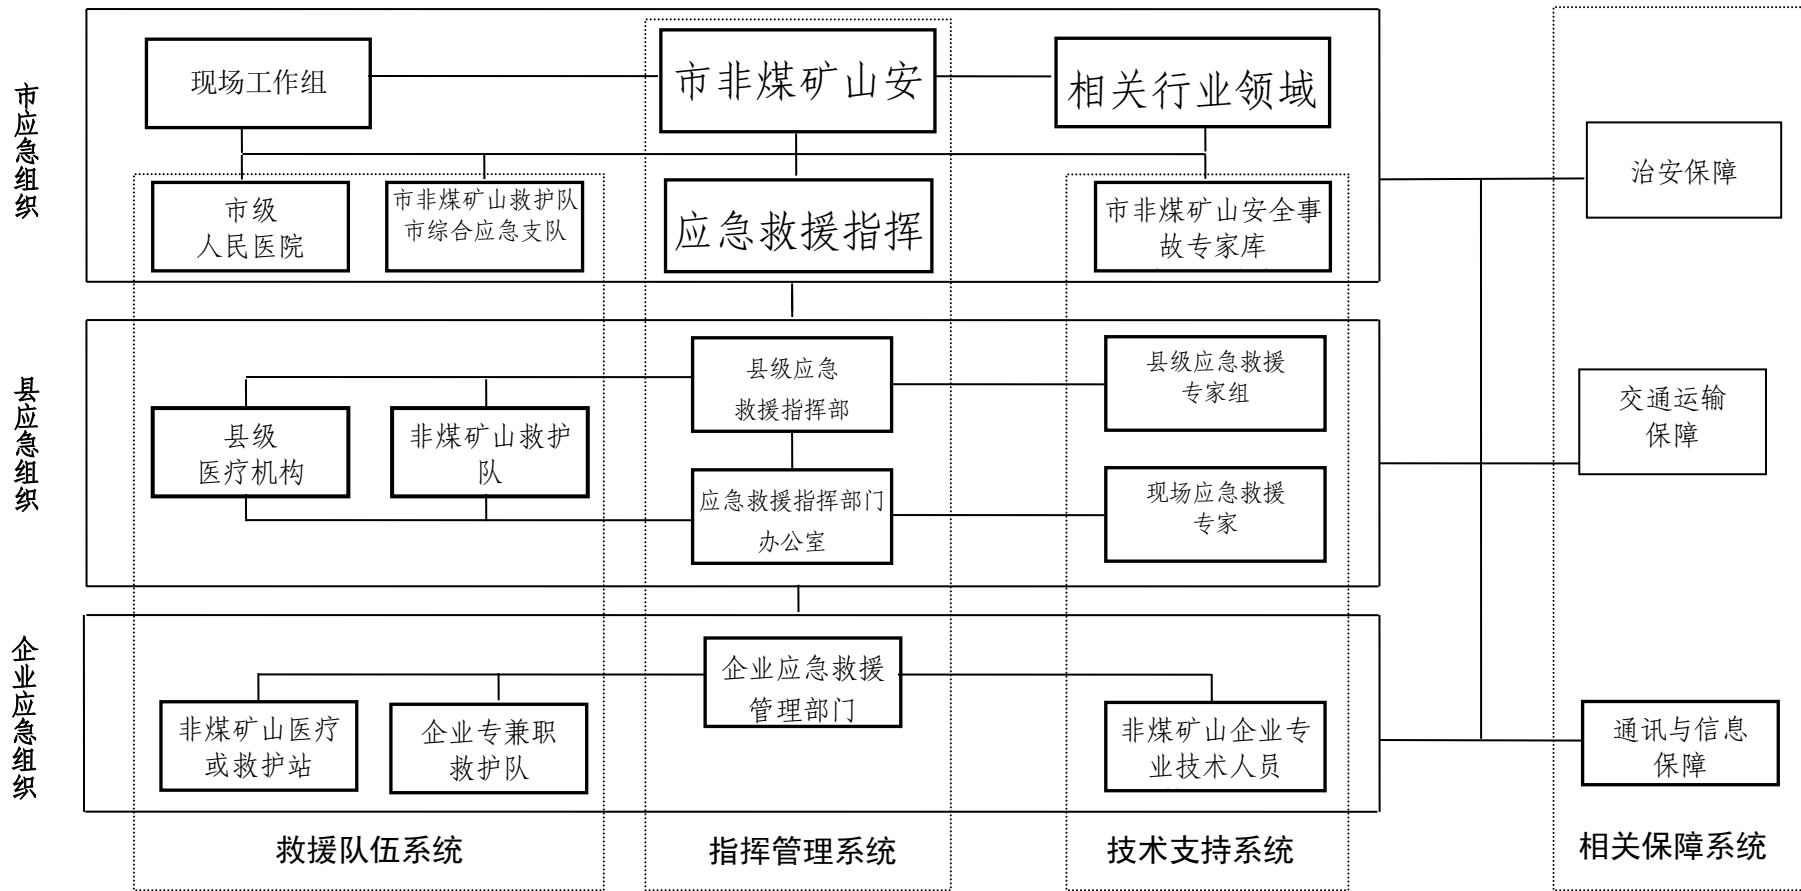 市应急组织
现场工作组
市非煤矿山安
相关行业领域
市级
人民医院
市非煤矿山救护队
市综合应急支队
应急救援指挥
市非煤矿山安全事
故专家库
治安保障
县应急组织
县级应急
救援指挥部
县级应急救援
专家组
县级
医疗机构
非煤矿山救护
队
应急救援指挥部门
办公室
现场应急救援
专家
交通运输
保障
企业应急组织
企业应急救援
管理部门
非煤矿山医疗
或救护站
企业专兼职
救护队
非煤矿山企业专
业技术人员
通讯与信息
保障
救援队伍系统
指挥管理系统
技术支持系统
相关保障系统